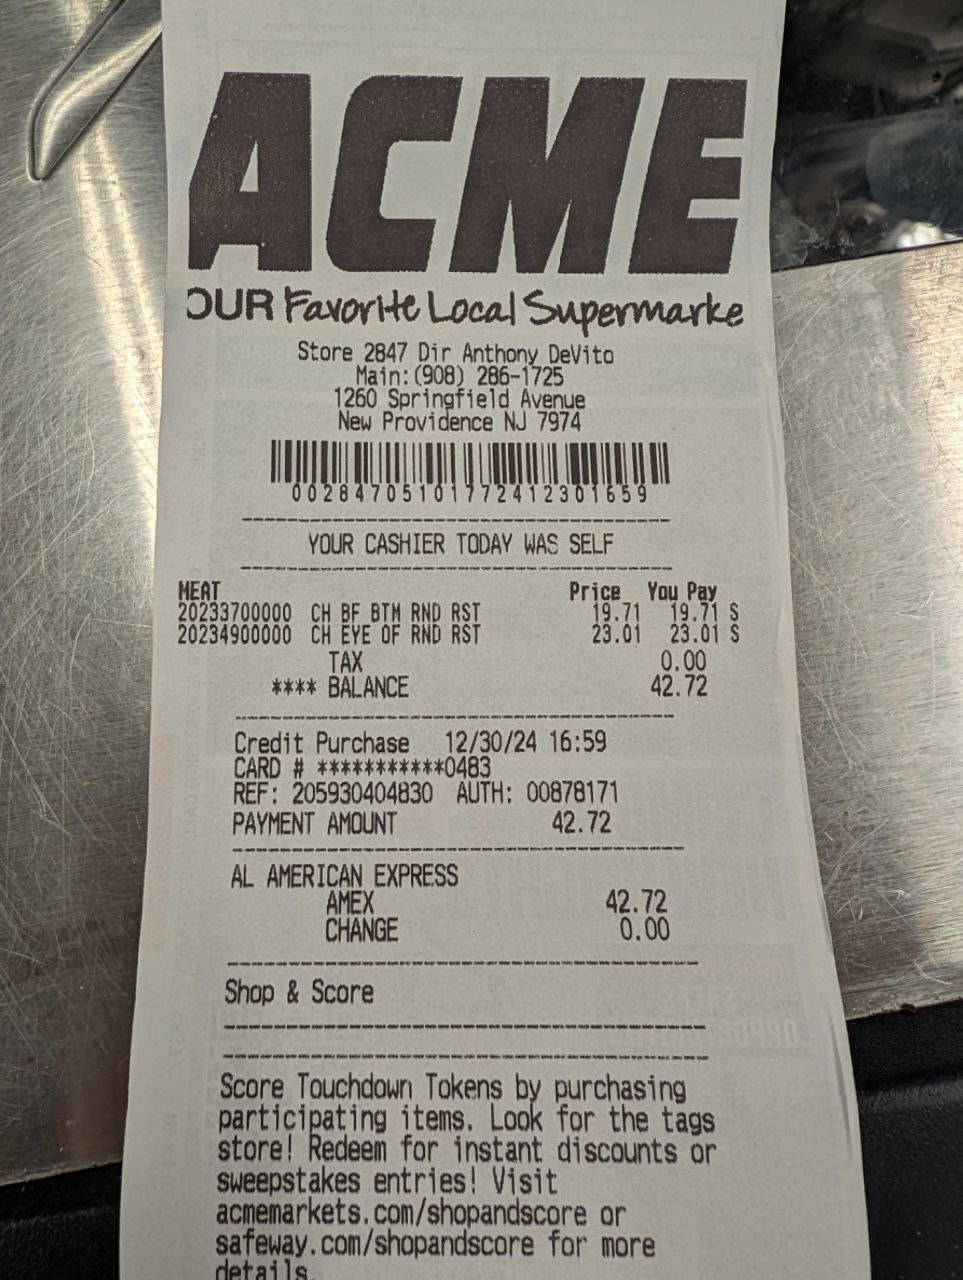 ACME
OUR Favorite Local Supermarke
Store 2847 Dir Anthony DeVito
Main: (908) 286-1725
1260 Springfield Avenue
New Providence NJ 7974
00284705101772412301659
YOUR CASHIER TODAY WAS SELF
MEAT Price You Pay
20233700000 CH BF BTM RND RST 19.71 19.71 S
20234900000 CH EYE OF RND RST 23.01 23.01 S
TAX 0.00
**** BALANCE 42.72
Credit Purchase 12/30/24 16:59
CARD # ***********0483
REF: 205930404830 AUTH: 00878171
PAYMENT AMOUNT 42.72
AL AMERICAN EXPRESS
AMEX 42.72
CHANGE 0.00
Shop & Score
Score Touchdown Tokens by purchasing
participating items. Look for the tags
store! Redeem for instant discounts or
sweepstakes entries! Visit
acmemarkets.com/shopandscore or
safeway.com/shopandscore for more
details.